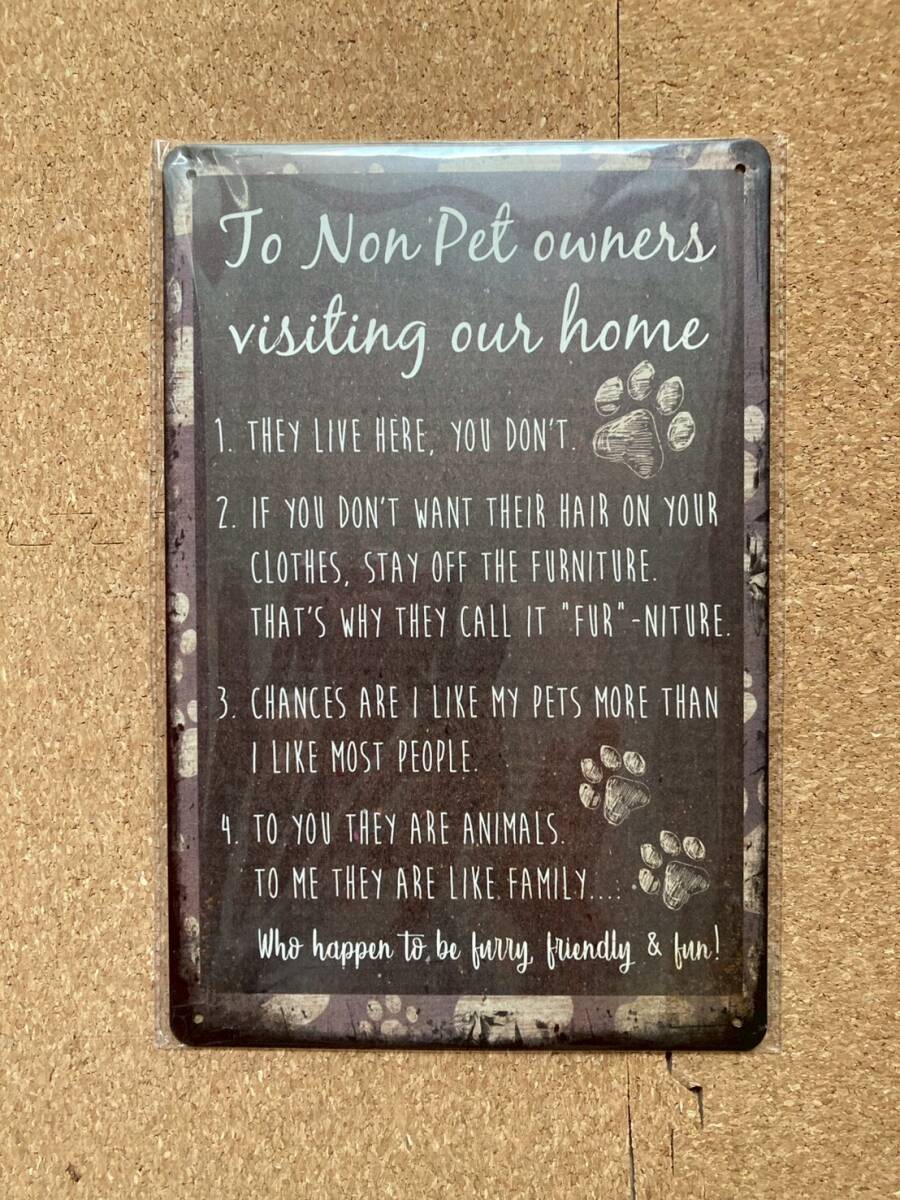 To Non Pet owners
visiting our home
1. THEY LIVE HERE, YOU DON'T.
2. IF YOU DON'T WANT THEIR HAIR ON YOUR
CLOTHES, STAY OFF THE FURNITURE.
THAT'S WHY THEY CALL IT "FUR"-NITURE.
3. CHANCES ARE I LIKE MY PETS MORE THAN
I LIKE MOST PEOPLE.
4. TO YOU THEY ARE ANIMALS.
TO ME THEY ARE LIKE FAMILY....
Who happen to be furry, friendly & fun!